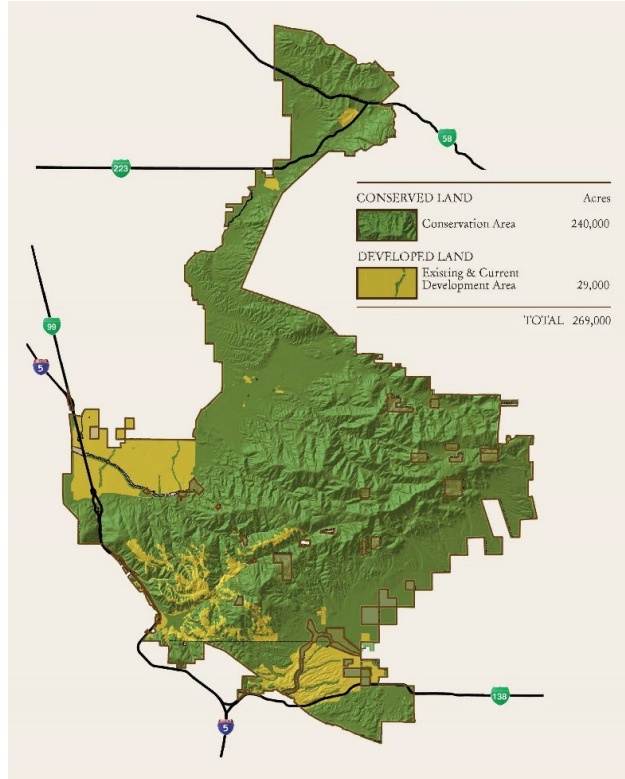 58
223
CONSERVED LAND Acres
Conservation Area 240,000
DEVELOPED LAND
Existing & Current
Development Area 29,000
TOTAL 269,000
99
5
138
5